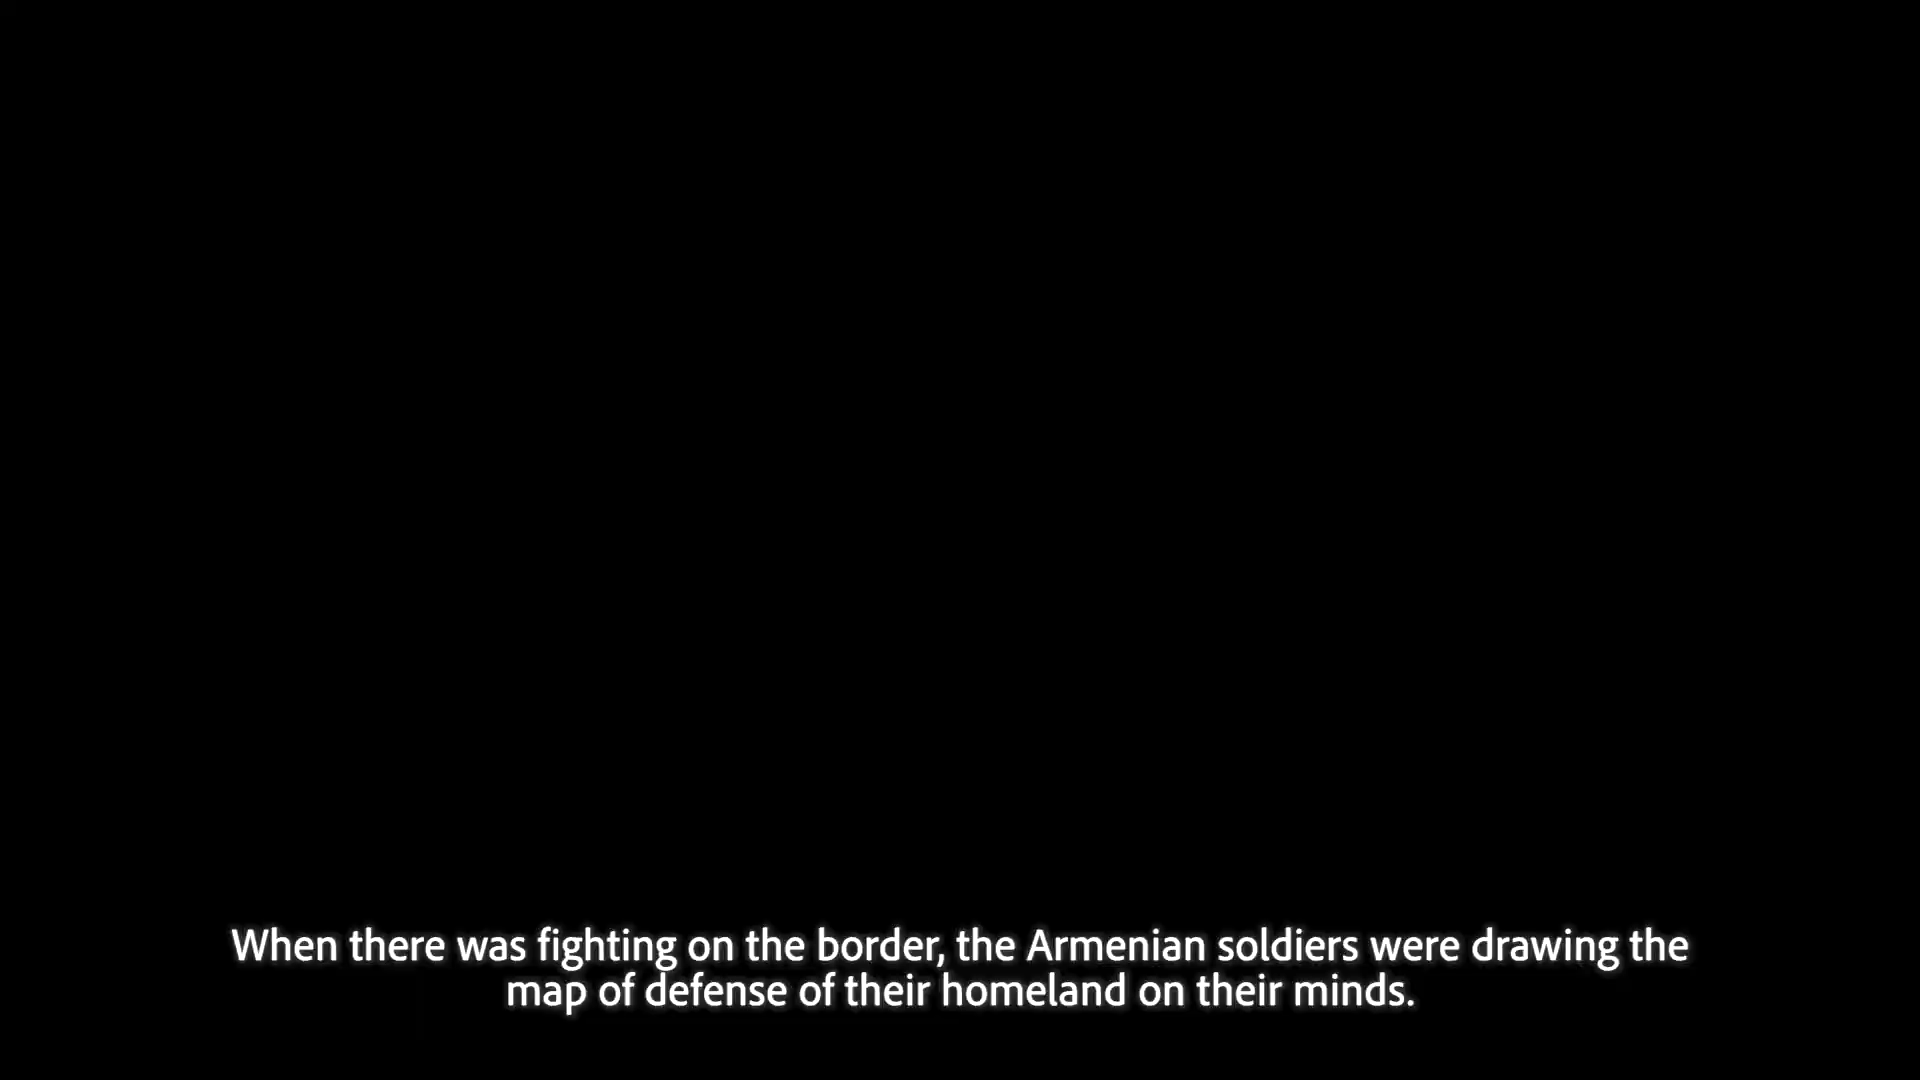 When there was fighting on the border, the Armenian soldiers were drawing the
map of defense of their homeland on their minds.